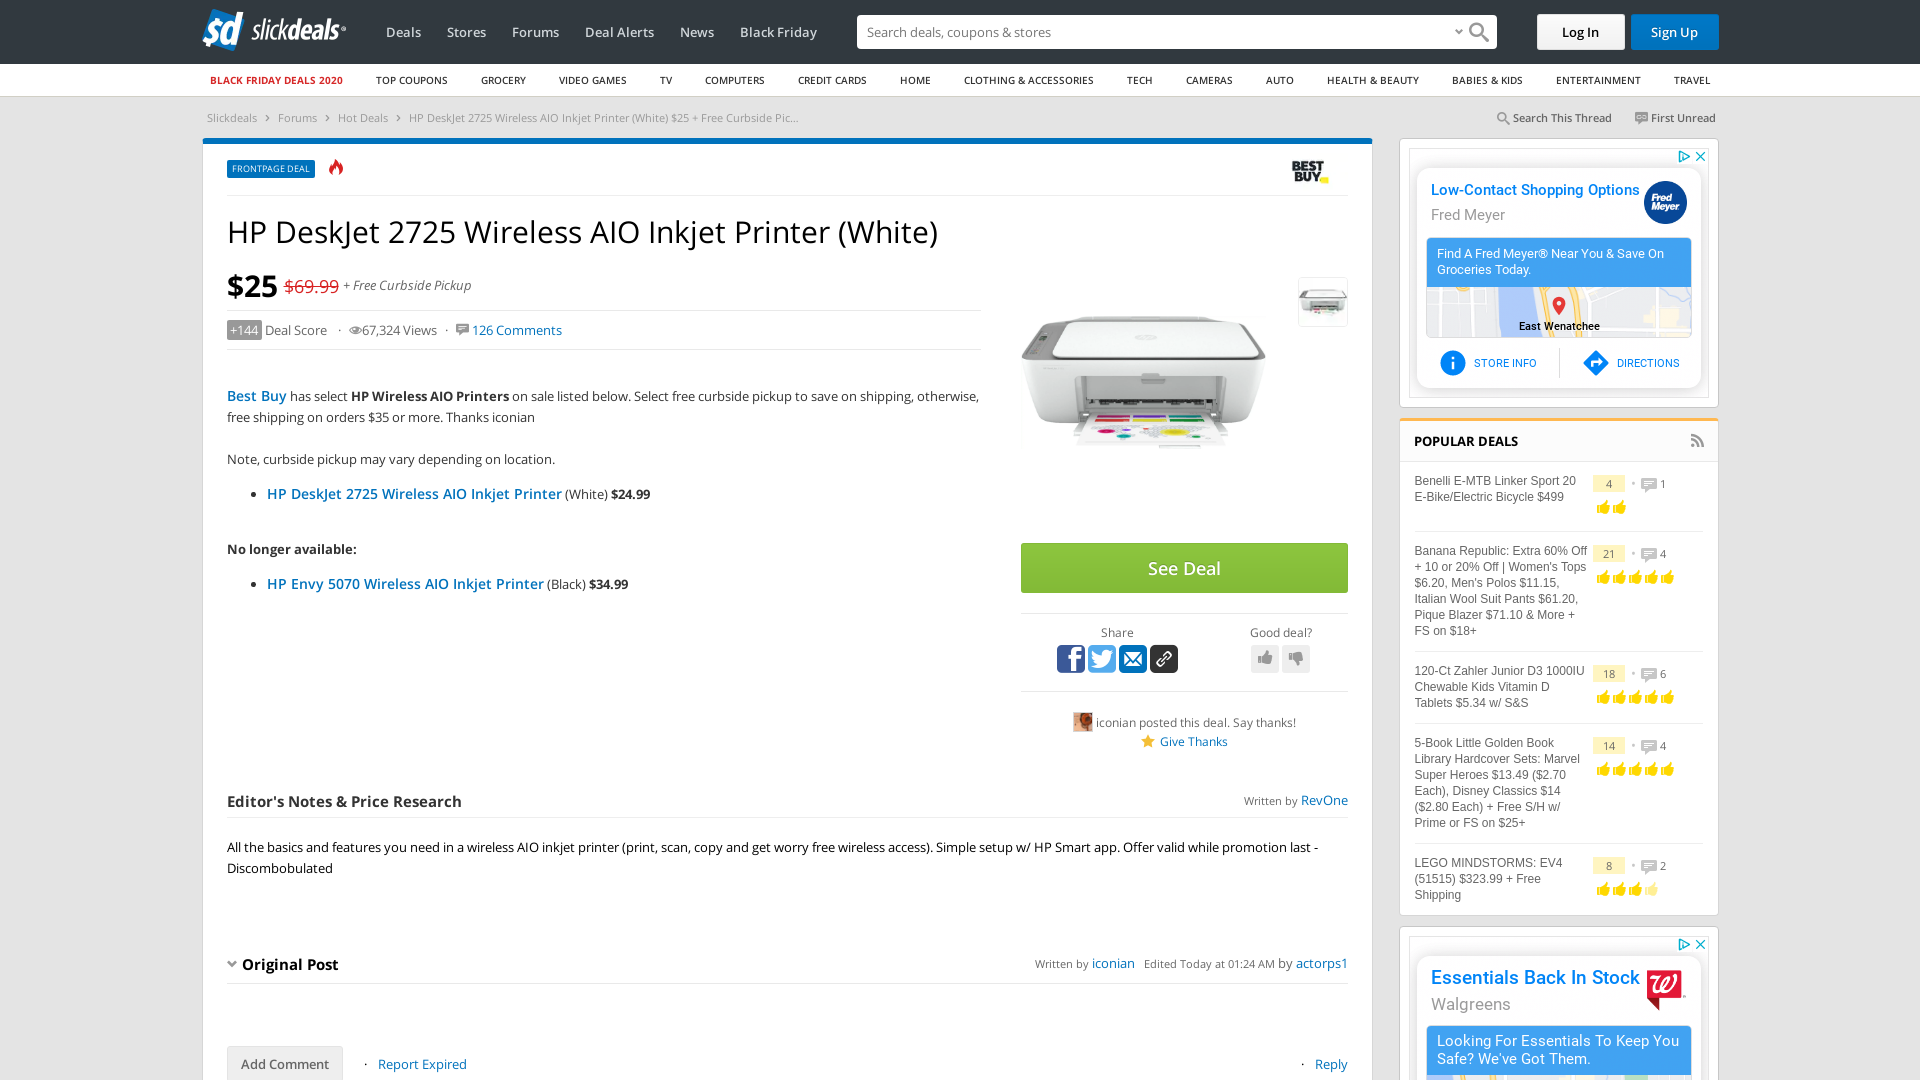 sd slickdeals
Deals Stores Forums Deal Alerts News Black Friday
Search deals, coupons & shopping
Log In Sign Up
BLACK FRIDAY DEALS 2020 TOP COUPONS GROCERY VIDEO GAMES TV COMPUTERS CREDIT CARDS HOME CLOTHING & ACCESSORIES TECH CAMERAS AUTO HEALTH & BEAUTY BABIES & KIDS ENTERTAINMENT TRAVEL
Slickdeals › Forums › Hot Deals › HP DeskJet 2725 Wireless AIO Inkjet Printer (White) $25 + Free Curbside Pic...
Search This Thread First Unread
FRONTPAGE DEAL
BEST
BUY
HP DeskJet 2725 Wireless AIO Inkjet Printer (White)
$25 $69.99 + Free Curbside Pickup
+144 Deal Score · 67,324 Views · 126 Comments
Best Buy has select HP Wireless AIO Printers on sale listed below. Select free curbside pickup to save on shipping, otherwise,
free shipping on orders $35 or more. Thanks iconian
Note, curbside pickup may vary depending on location.
• HP DeskJet 2725 Wireless AIO Inkjet Printer (White) $24.99
No longer available:
• HP Envy 5070 Wireless AIO Inkjet Printer (Black) $34.99
See Deal
Share
Good deal?
iconian posted this deal. Say thanks!
Give Thanks
Editor's Notes & Price Research
Written by RevOne
All the basics and features you need in a wireless AIO inkjet printer (print, scan, copy and get worry free wireless access). Simple setup w/ HP Smart app. Offer valid while promotion last -
Discombobulated
Original Post
Written by iconian Edited Today at 01:24 AM by actorps1
Add Comment · Report Expired
· Reply
Low-Contact Shopping Options
Fred Meyer
Fred
Meyer
Find A Fred Meyer® Near You & Save On
Groceries Today.
East Wenatchee
STORE INFO DIRECTIONS
POPULAR DEALS
Benelli E-MTB Linker Sport 20
E-Bike/Electric Bicycle $499
4 • 1
Banana Republic: Extra 60% Off
+ 10 or 20% Off | Women's Tops
$6.20, Men's Polos $11.15,
Italian Wool Suit Pants $61.20,
Pique Blazer $71.10 & More +
FS on $18+
21 • 4
120-Ct Zahler Junior D3 1000IU
Chewable Kids Vitamin D
Tablets $5.34 w/ S&S
18 • 6
5-Book Little Golden Book
Library Hardcover Sets: Marvel
Super Heroes $13.49 ($2.70
Each), Disney Classics $14
($2.80 Each) + Free S/H w/
Prime or FS on $25+
14 • 4
LEGO MINDSTORMS: EV4
(51515) $323.99 + Free
Shipping
8 • 2
Essentials Back In Stock
Walgreens
Looking For Essentials To Keep You
Safe? We've Got Them.